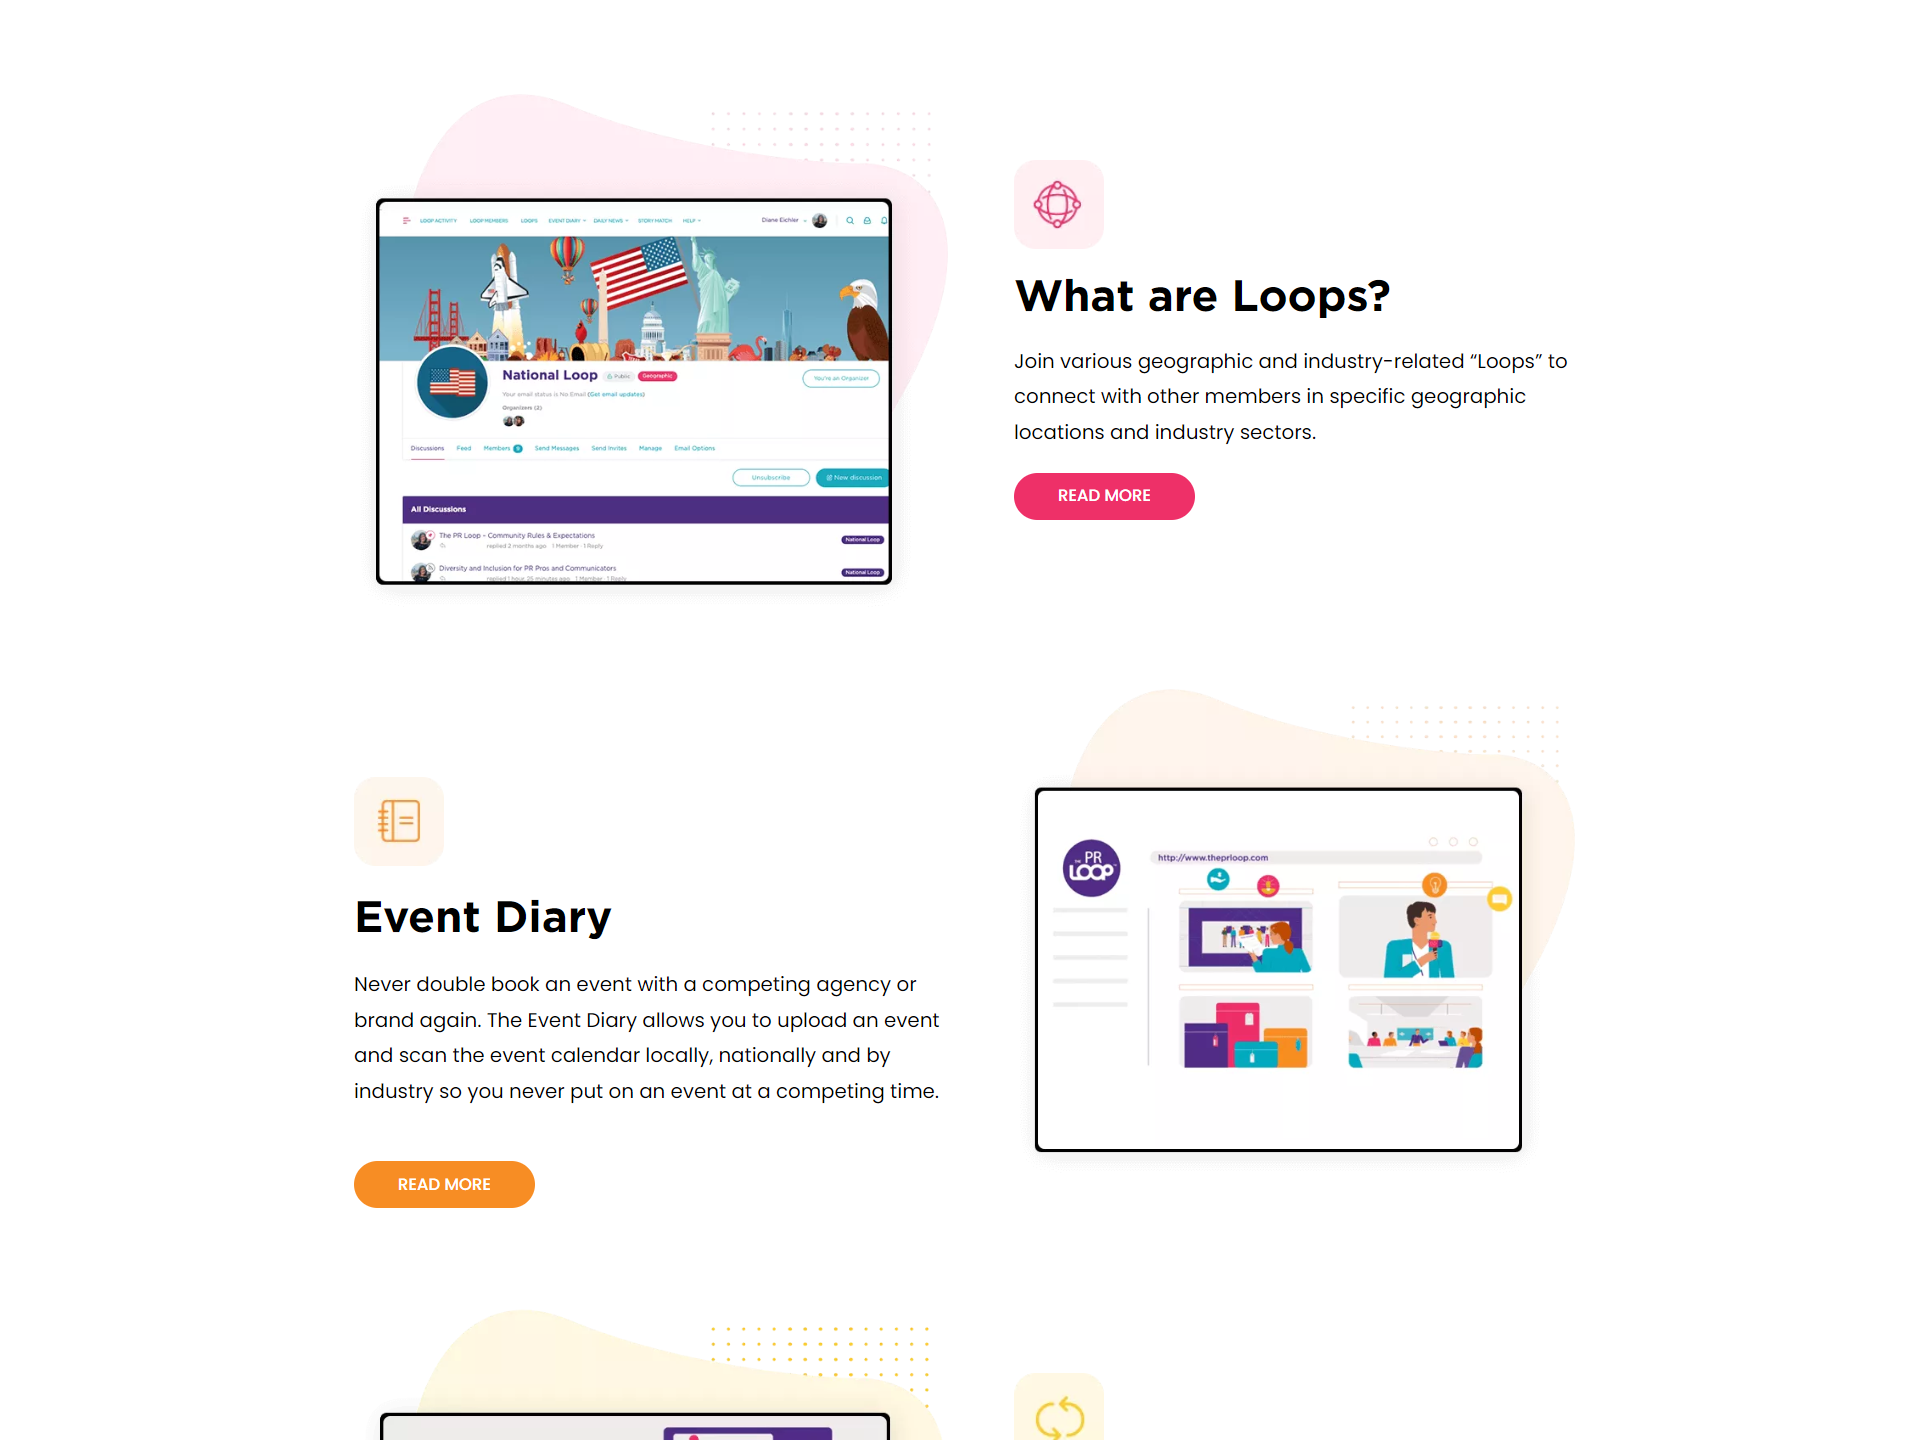 LOOP ACTIVITY LOOP MEMBERS LOOPS EVENT DIARY DAILY NEWS STORY MATCH HELP Diane Eichler
National Loop Public Geographic You're an Organizer
Your email status is No Email (Get email updates)
Organizers (2)
Discussions Feed Members Send Messages Send Invites Manage Email Options
Unsubscribe New discussion
All Discussions
The PR Loop - Community Rules & Expectations
replied 2 months ago 1 Member · 1 Reply
National Loop
Diversity and Inclusion for PR Pros and Communicators
replied 1 hour, 25 minutes ago 1 Member · 1 Reply
National Loop
What are Loops?
Join various geographic and industry-related “Loops” to
connect with other members in specific geographic
locations and industry sectors.
READ MORE
Event Diary
Never double book an event with a competing agency or
brand again. The Event Diary allows you to upload an event
and scan the event calendar locally, nationally and by
industry so you never put on an event at a competing time.
READ MORE
THE PR
LOOP
http://www.theprloop.com